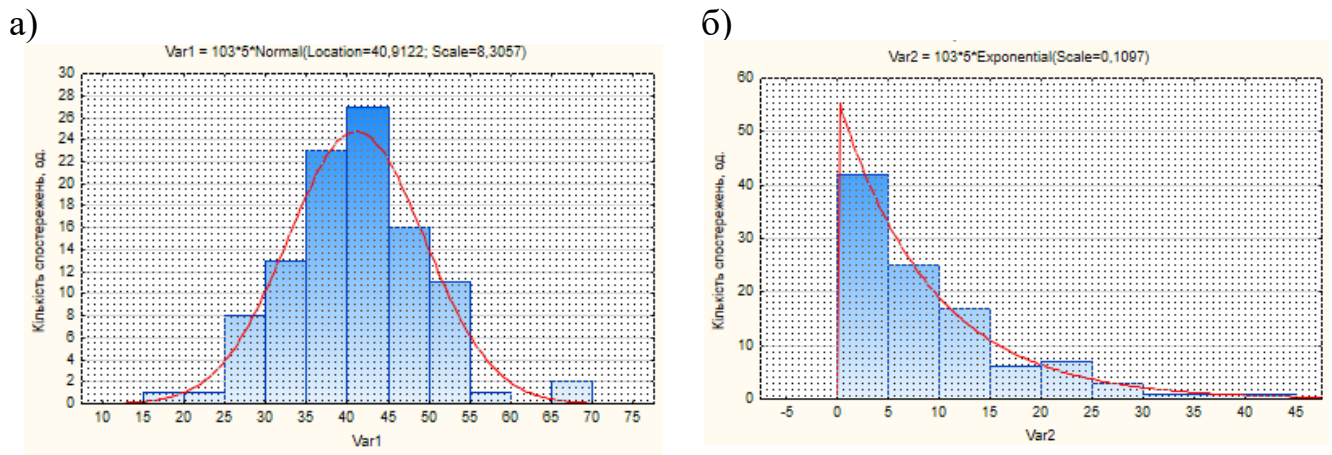 а)
Var1 = 103*5*Normal(Location=40,9122; Scale=8,3057)
30
28
26
24
22
20
18
16
14
12
10
8
6
4
2
0
Кількість спостережень, од.
10 15 20 25 30 35 40 45 50 55 60 65 70 75
Var1
б)
Var2 = 103*5*Exponential(Scale=0,1097)
60
50
40
30
20
10
0
Кількість спостережень, од.
-5 0 5 10 15 20 25 30 35 40 45
Var2